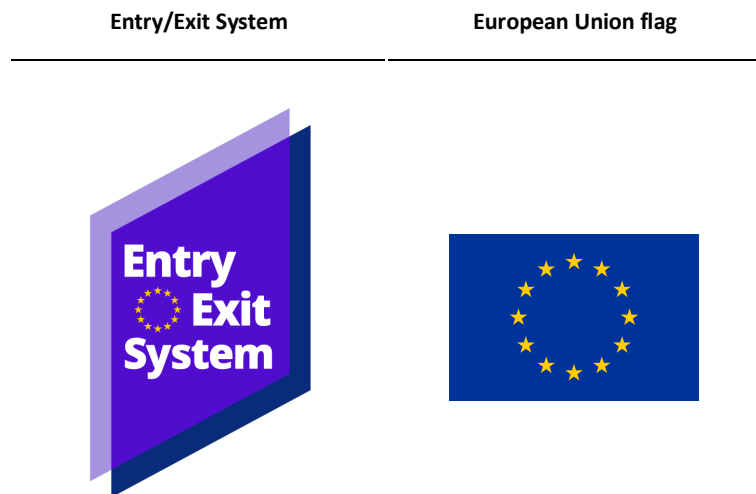 Entry/Exit System
European Union flag
Entry
Exit
System